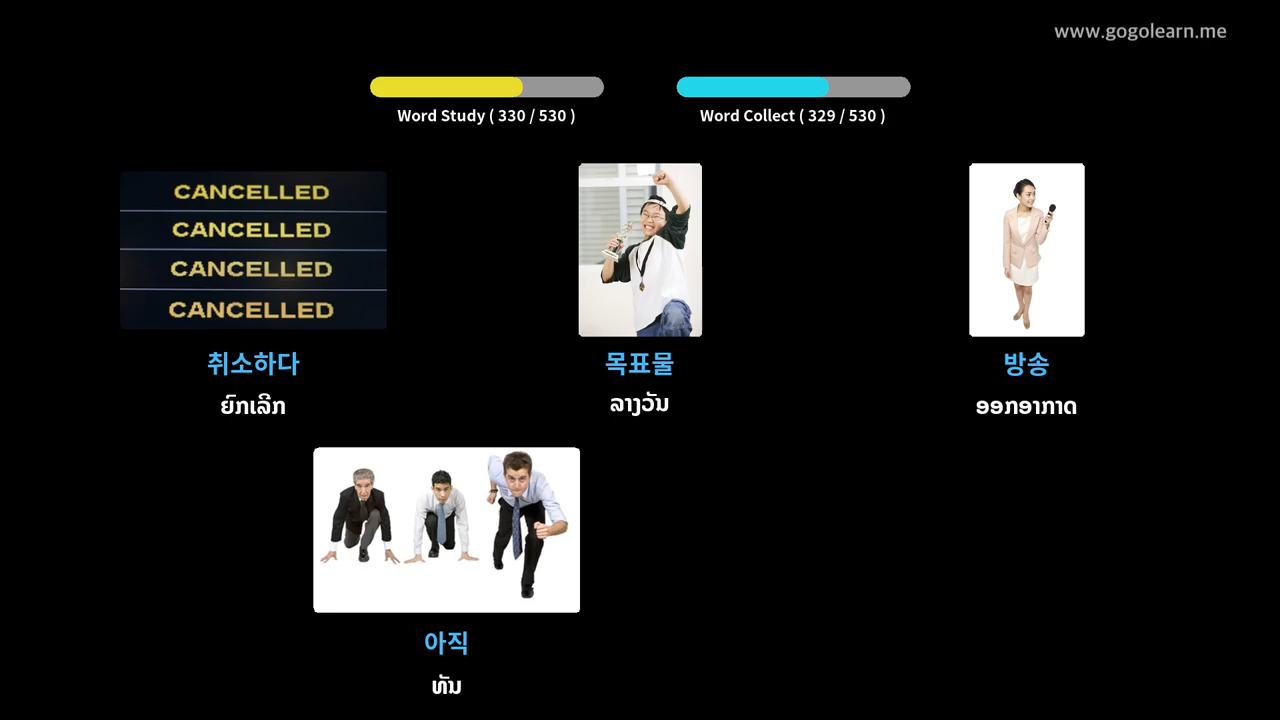 www.gogolearn.me
Word Study ( 330 / 530 )
Word Collect ( 329 / 530 )
CANCELLED
CANCELLED
CANCELLED
CANCELLED
취소하다
ຍົກເລີກ
목표물
ລາງວັນ
방송
ອອກອາກາດ
아직
ທັນ